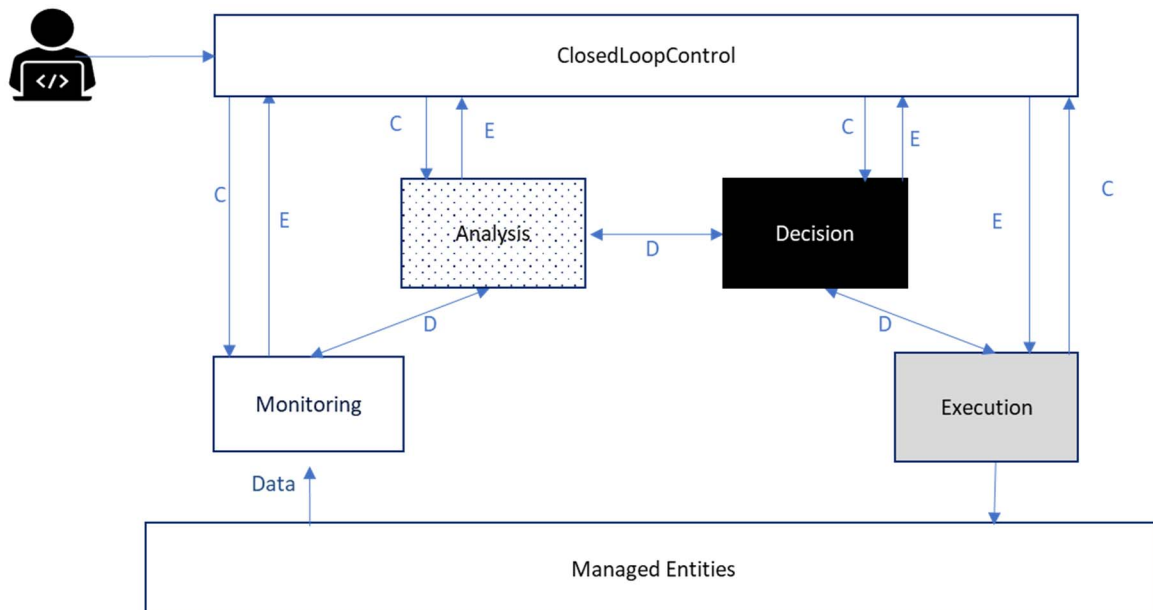 </>
ClosedLoopControl
C
E
C
E
C
E
E
C
Analysis
D
Decision
D
D
Monitoring
Execution
Data
Managed Entities